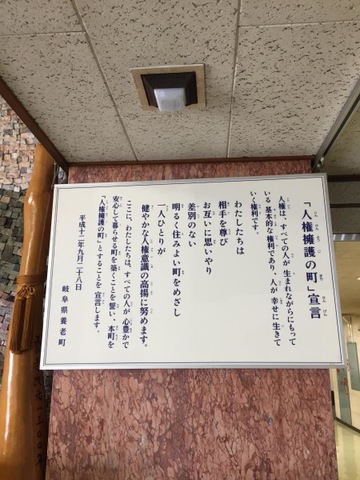 「人権擁護の町」宣言
人権は、すべての人が 生まれながらにもって
いる 基本的な権利であり、人が 幸せに 生きて
いく権利です。
わたしたちは
相手を尊び
お互いに思いやり
差別のない
明るく住みよい町をめざし
一人ひとりが
健やかな人権意識の高揚に努めます。
ここに、わたしたちは、すべての人が 心豊かで
安心して暮らせる町を 築くことを 誓い、本町を
「人権擁護の町」とすることを 宣言します。
平成十二年九月二十八日
岐阜県養老町